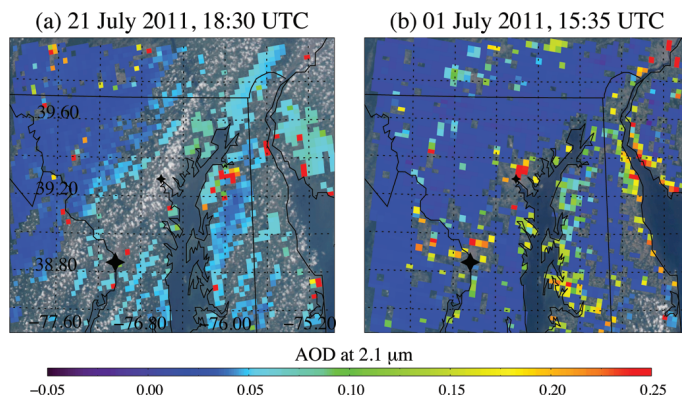 (a) 21 July 2011, 18:30 UTC
(b) 01 July 2011, 15:35 UTC
39.60
39.20
38.80
−77.60 −76.80 −76.00 −75.20
AOD at 2.1 μm
−0.05 0.00 0.05 0.10 0.15 0.20 0.25